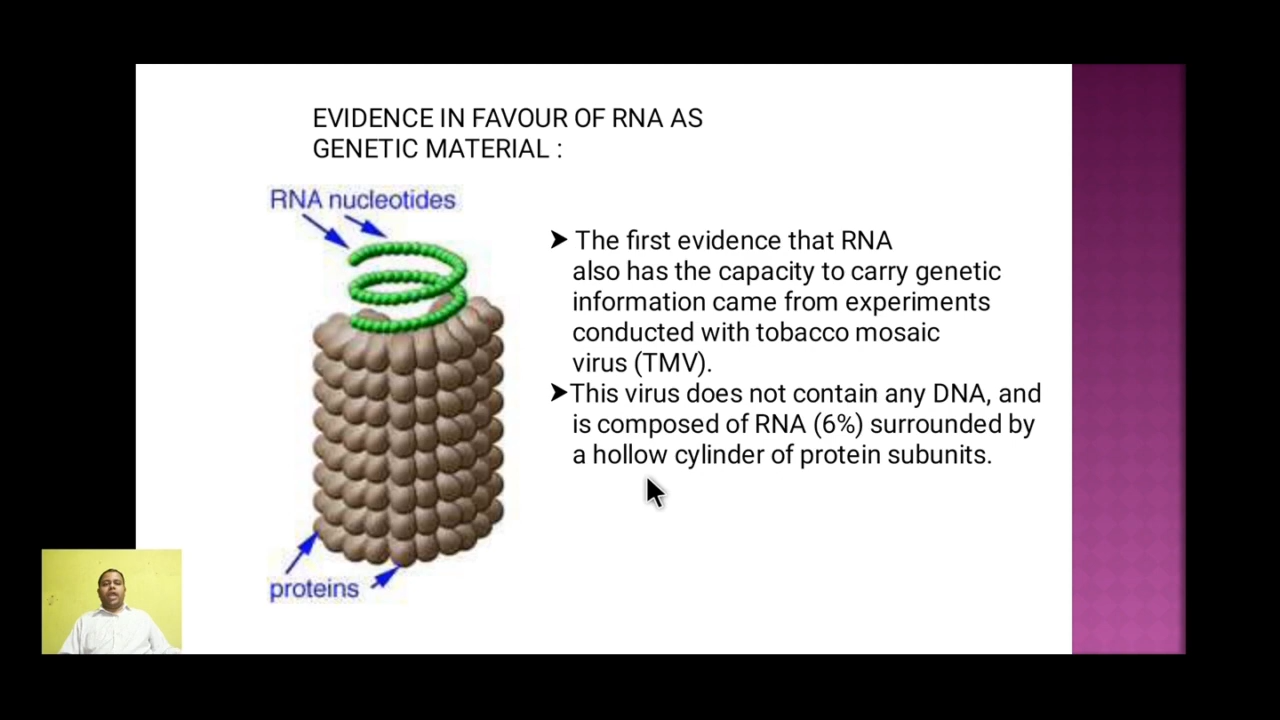 EVIDENCE IN FAVOUR OF RNA AS
GENETIC MATERIAL :
RNA nucleotides
➤ The first evidence that RNA
also has the capacity to carry genetic
information came from experiments
conducted with tobacco mosaic
virus (TMV).
➤This virus does not contain any DNA, and
is composed of RNA (6%) surrounded by
a hollow cylinder of protein subunits.
proteins